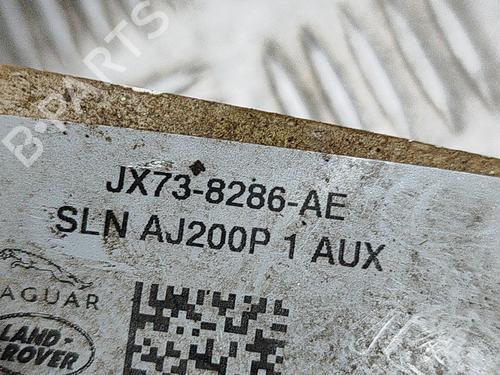 B-PARTS
JX73-8286-AE
SLN AJ200P 1 AUX
JAGUAR
LAND-
ROVER